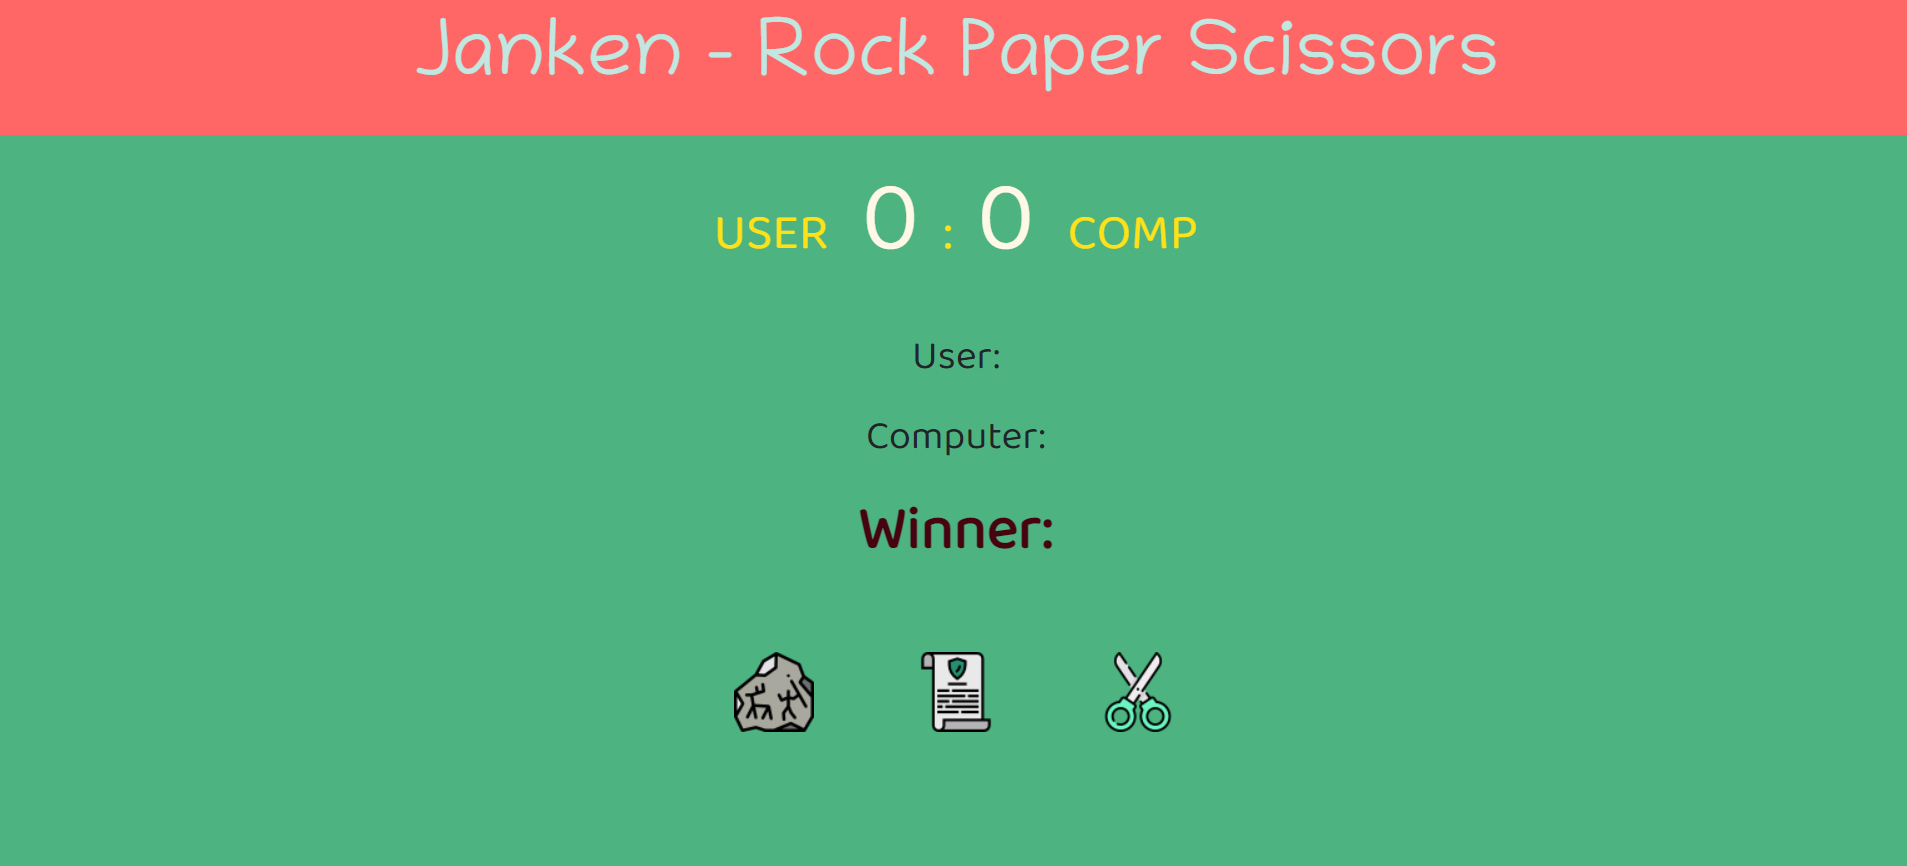 Janken - Rock Paper Scissors
USER 0 : 0 COMP
User:
Computer:
Winner: